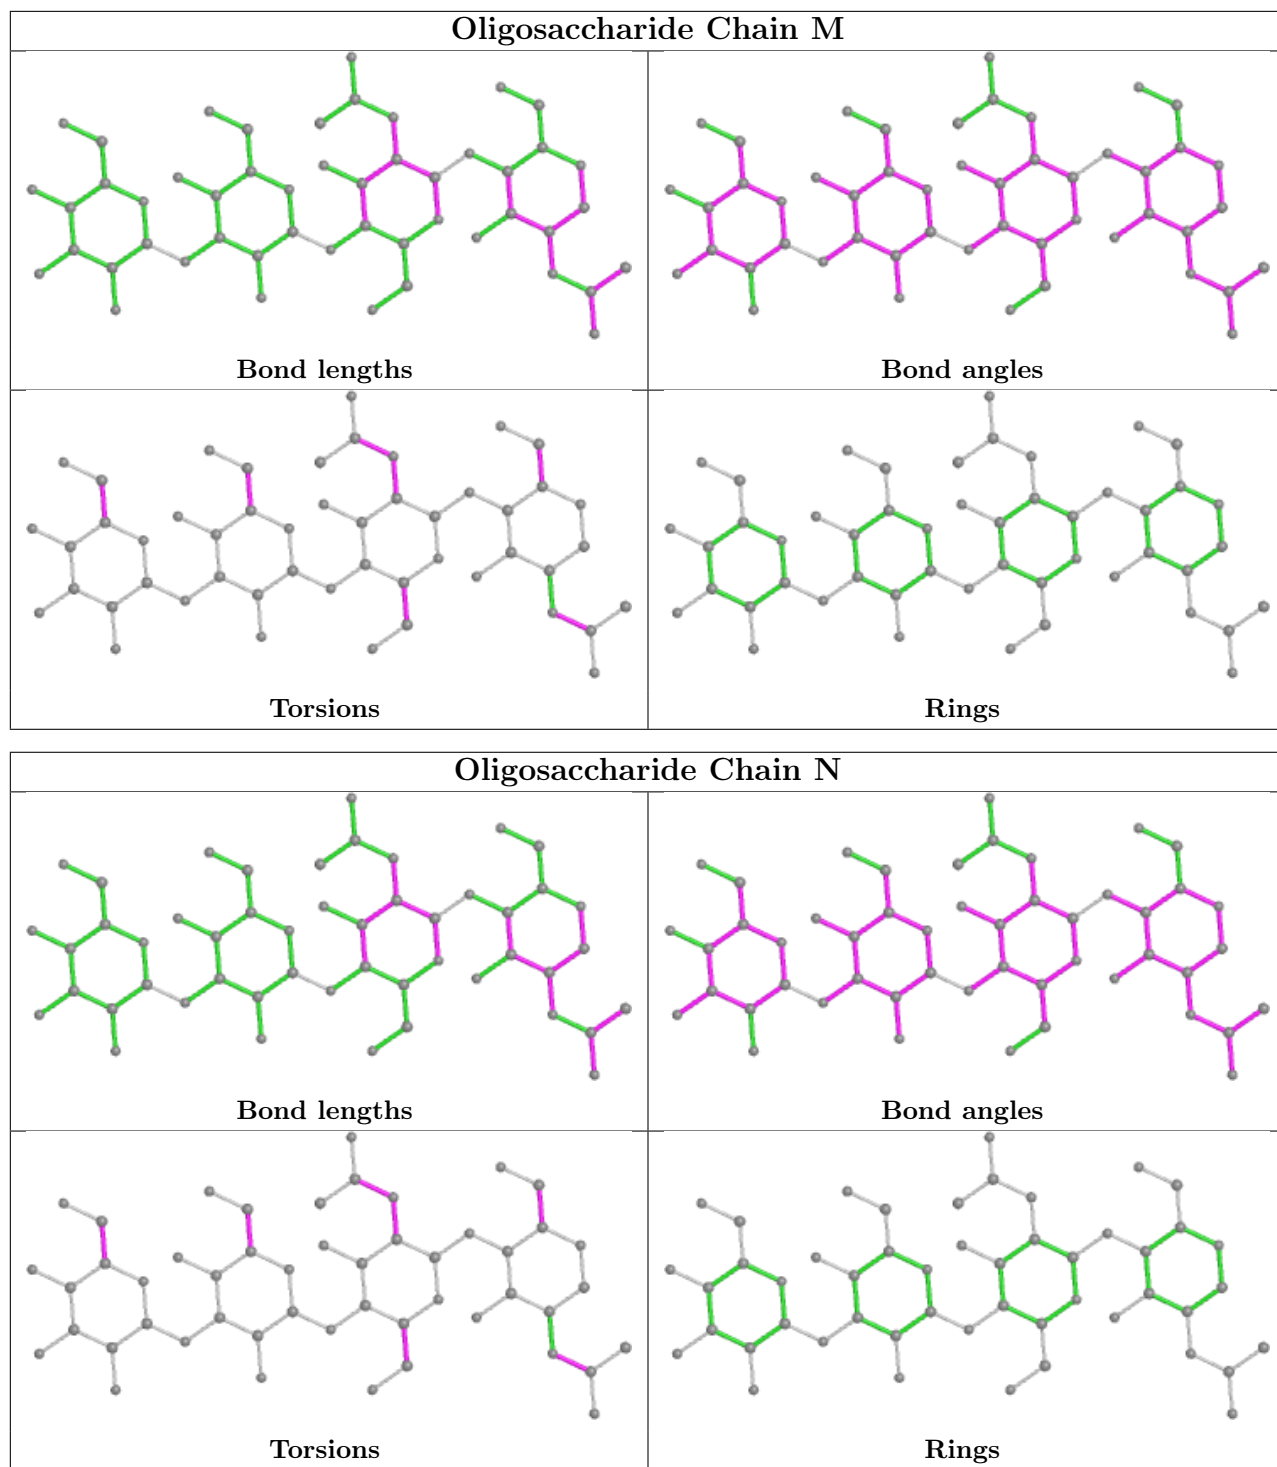 Oligosaccharide Chain M
Bond lengths
Bond angles
Torsions
Rings
Oligosaccharide Chain N
Bond lengths
Bond angles
Torsions
Rings